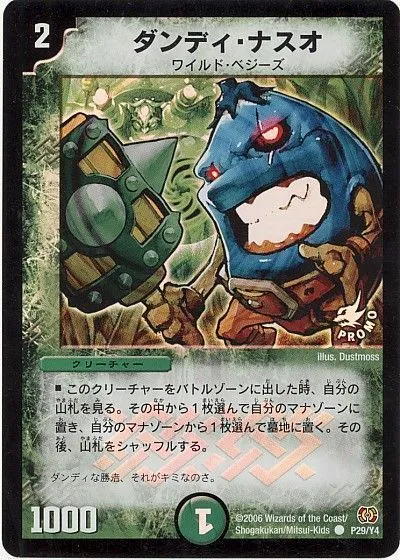 2
ダンディ・ナスオ
ワイルド・ベジーズ
PROMO
illus. Dustmoss
クリーチャー
■ このクリーチャーをバトルゾーンに出した時、自分の
山札を見る。その中から1枚選んで自分のマナゾーンに
置き、自分のマナゾーンから1枚選んで墓地に置く。その
後、山札をシャッフルする。
ダンディな勝者、それがキミなのさ。
1000
1
©2006 Wizards of the Coast/
Shogakukan/Mitsui-Kids
P29/Y4